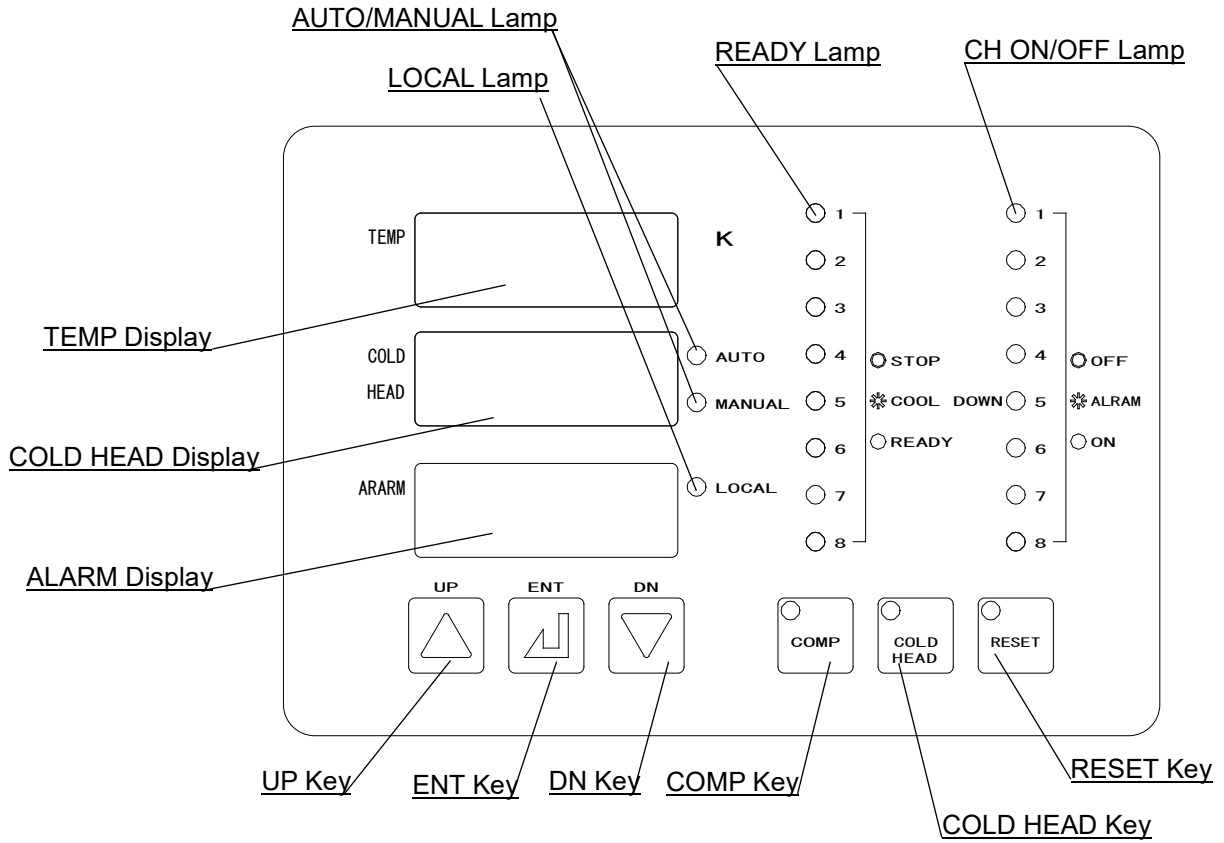 AUTO/MANUAL Lamp
READY Lamp
CH ON/OFF Lamp
LOCAL Lamp
TEMP
K
1
2
3
4
5
6
7
8
STOP
COOL DOWN
READY
1
2
3
4
5
6
7
8
OFF
ALRAM
ON
TEMP Display
COLD
HEAD
AUTO
MANUAL
COLD HEAD Display
ARARM
LOCAL
ALARM Display
UP
ENT
DN
COMP
COLD
HEAD
RESET
UP Key
ENT Key
DN Key
COMP Key
RESET Key
COLD HEAD Key